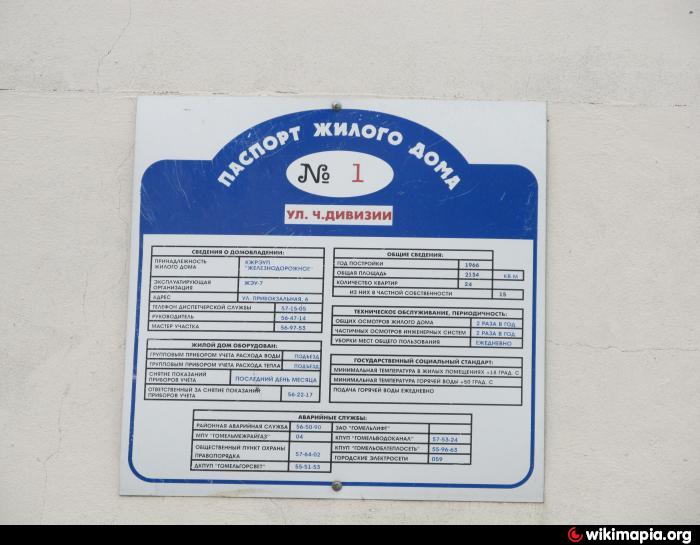 ПАСПОРТ ЖИЛОГО ДОМА
№ 1
УЛ. Ч.ДИВИЗИИ
СВЕДЕНИЯ О ДОМОВЛАДЕНИИ:
ПРИНАДЛЕЖНОСТЬ КЖРЭУП
ЖИЛОГО ДОМА "ЖЕЛЕЗНОДОРОЖНОЕ"
ЭКСПЛУАТИРУЮЩАЯ ЖЭУ-7
ОРГАНИЗАЦИЯ
АДРЕС УЛ. ПРИВОКЗАЛЬНАЯ, 6
ТЕЛЕФОН ДИСПЕТЧЕРСКОЙ СЛУЖБЫ 57-15-05
РУКОВОДИТЕЛЬ 56-47-14
МАСТЕР УЧАСТКА 56-97-53
ЖИЛОЙ ДОМ ОБОРУДОВАН:
ГРУППОВЫМ ПРИБОРОМ УЧЕТА РАСХОДА ВОДЫ ПОДЪЕЗД
ГРУППОВЫМ ПРИБОРОМ УЧЕТА РАСХОДА ТЕПЛА ПОДЪЕЗД
СНЯТИЕ ПОКАЗАНИЙ ПОСЛЕДНИЙ ДЕНЬ МЕСЯЦА
ПРИБОРОВ УЧЕТА
ОТВЕТСТВЕННЫЙ ЗА СНЯТИЕ ПОКАЗАНИЙ 56-22-17
ПРИБОРОВ УЧЕТА
ОБЩИЕ СВЕДЕНИЯ:
ГОД ПОСТРОЙКИ 1966
ОБЩАЯ ПЛОЩАДЬ 2154 КВ.М
КОЛИЧЕСТВО КВАРТИР 24
ИЗ НИХ В ЧАСТНОЙ СОБСТВЕННОСТИ 15
ТЕХНИЧЕСКОЕ ОБСЛУЖИВАНИЕ, ПЕРИОДИЧНОСТЬ:
ОБЩИХ ОСМОТРОВ ЖИЛОГО ДОМА 2 РАЗА В ГОД
ЧАСТИЧНЫХ ОСМОТРОВ ИНЖЕНЕРНЫХ СИСТЕМ 2 РАЗА В ГОД
УБОРКИ МЕСТ ОБЩЕГО ПОЛЬЗОВАНИЯ ЕЖЕДНЕВНО
ГОСУДАРСТВЕННЫЙ СОЦИАЛЬНЫЙ СТАНДАРТ:
МИНИМАЛЬНАЯ ТЕМПЕРАТУРА В ЖИЛЫХ ПОМЕЩЕНИЯХ +18 ГРАД. С
МИНИМАЛЬНАЯ ТЕМПЕРАТУРА ГОРЯЧЕЙ ВОДЫ +50 ГРАД. С
ПОДАЧА ГОРЯЧЕЙ ВОДЫ ЕЖЕДНЕВНО
АВАРИЙНЫЕ СЛУЖБЫ:
РАЙОННАЯ АВАРИЙНАЯ СЛУЖБА 56-50-90
МПУ "ГОМЕЛЬМЕЖРАЙГАЗ" 04
ОБЩЕСТВЕННЫЙ ПУНКТ ОХРАНЫ
ПРАВОПОРЯДКА 57-64-02
ДКПУП "ГОМЕЛЬГОРСВЕТ" 55-51-53
ЗАО "ГОМЕЛЬЛИФТ"
КПУП "ГОМЕЛЬВОДОКАНАЛ" 57-53-24
КПУП "ГОМЕЛЬОБЛТЕПЛОСЕТЬ" 55-96-63
ГОРОДСКИЕ ЭЛЕКТРОСЕТИ 059
wikimapia.org